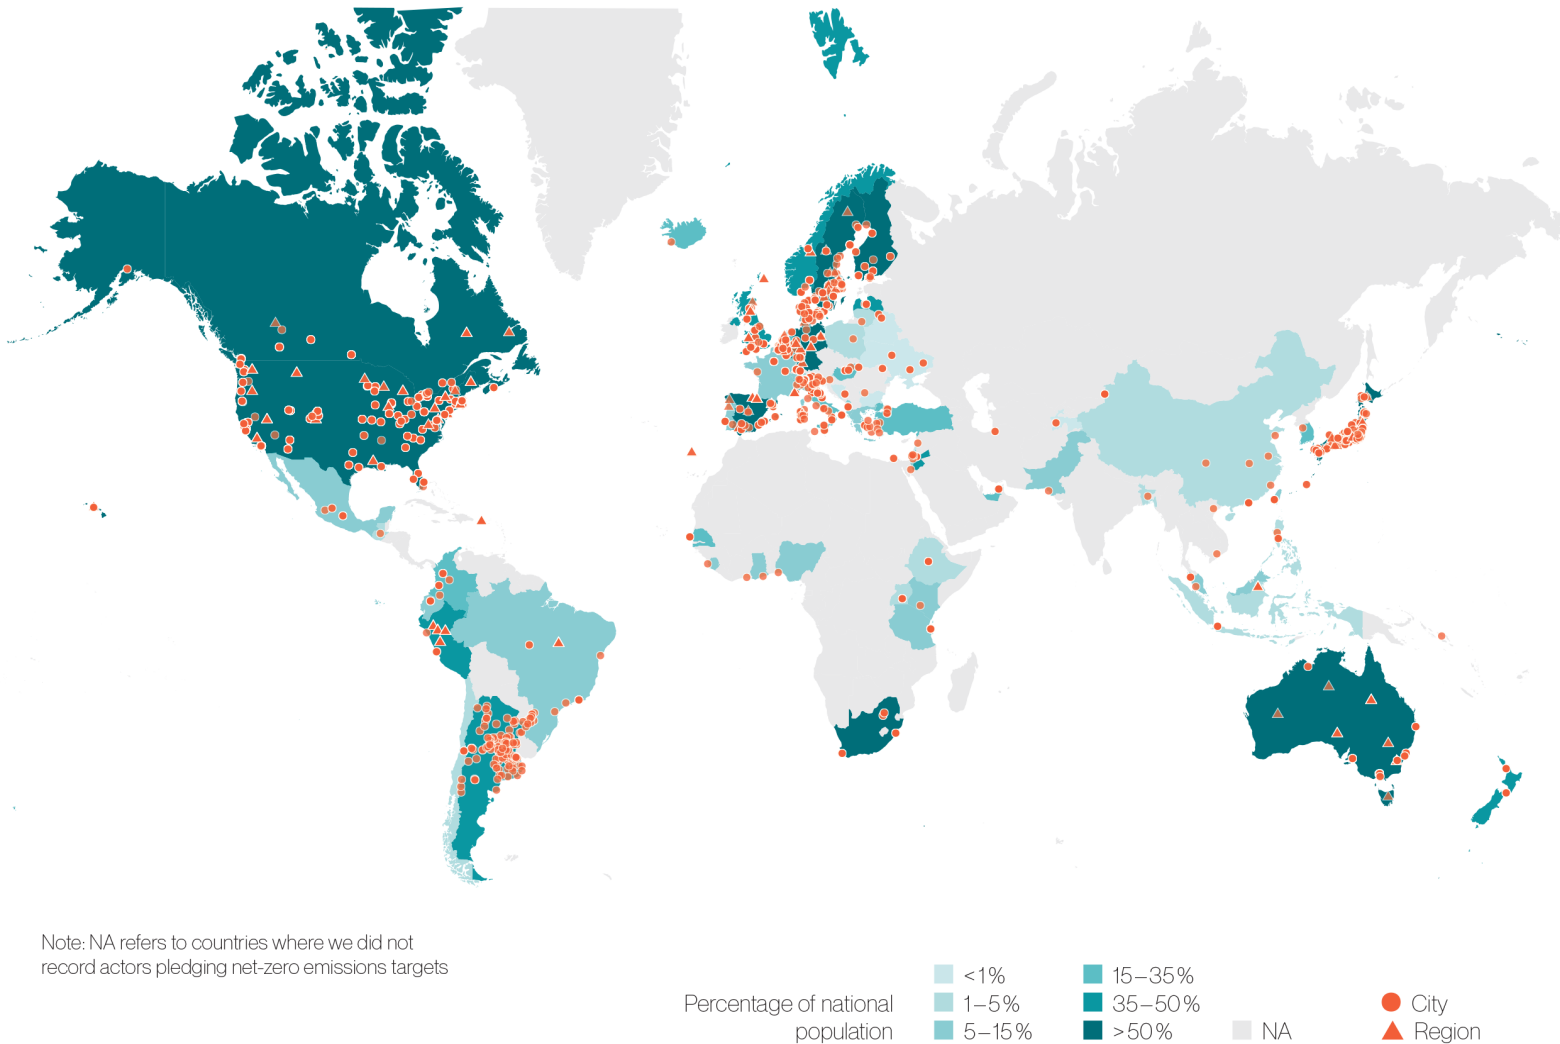 Note: NA refers to countries where we did not
record actors pledging net-zero emissions targets
Percentage of national
population
<1%
1–5%
5–15%
15–35%
35–50%
>50%
NA
City
Region